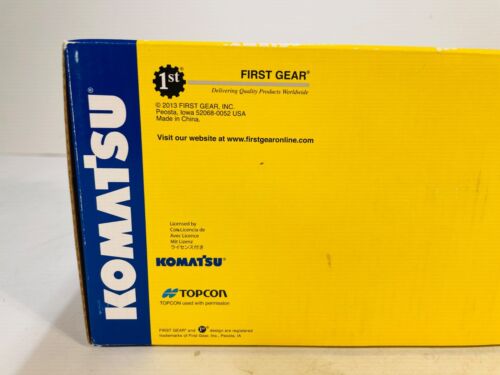 KOMATSU®
1st®
FIRST GEAR®
Delivering Quality Products Worldwide
© 2013 FIRST GEAR, INC.
Peosta, Iowa 52068-0052 USA
Made in China.
Visit our website at www.firstgearonline.com
Licensed by
Con Licencia de
Avec Licence
Mit Lizenz
ライセンス付き
KOMATSU®
TOPCON
TOPCON used with permission
FIRST GEAR® and 1st® design are registered
trademarks of First Gear, Inc., Peosta, IA